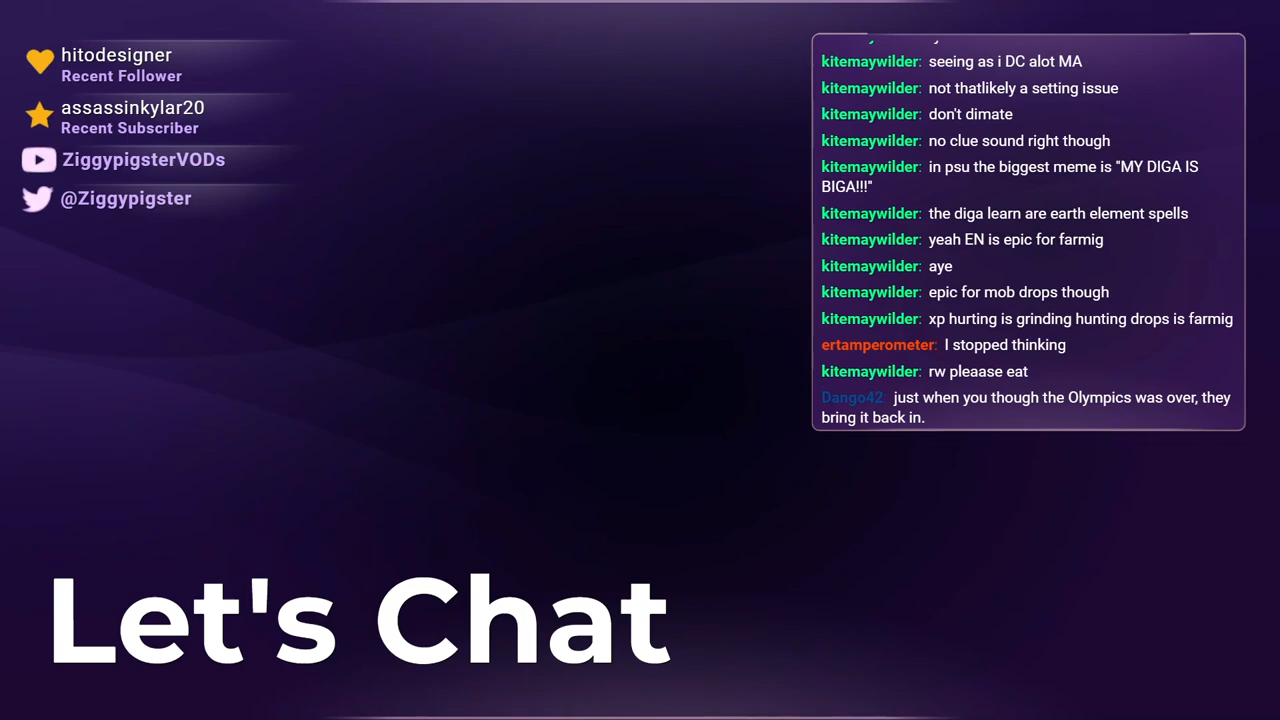 hitodesigner
Recent Follower
assassinkylar20
Recent Subscriber
ZiggypigsterVODs
@Ziggypigster
kitemaywilder: seeing as i DC alot MA
kitemaywilder: not thatlikely a setting issue
kitemaywilder: don't dimate
kitemaywilder: no clue sound right though
kitemaywilder: in psu the biggest meme is "MY DIGA IS
BIGA!!!"
kitemaywilder: the diga learn are earth element spells
kitemaywilder: yeah EN is epic for farmig
kitemaywilder: aye
kitemaywilder: epic for mob drops though
kitemaywilder: xp hurting is grinding hunting drops is farmig
ertamperometer: I stopped thinking
kitemaywilder: rw pleaase eat
Dango42: just when you though the Olympics was over, they
bring it back in.
Let's Chat